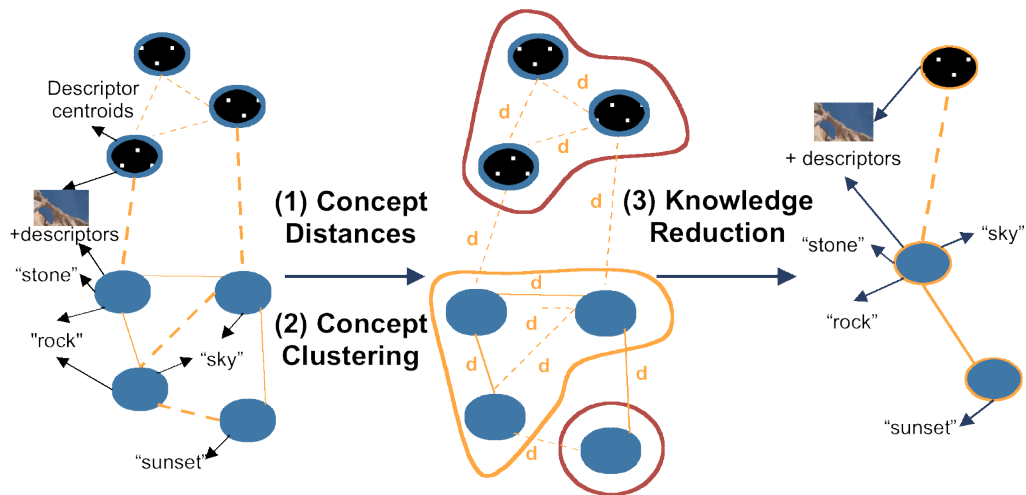 Descriptor
centroids
+descriptors
“stone”
"rock"
“sky”
“sunset”
(1) Concept
Distances
(2) Concept
Clustering
d
d
d
d
d
d
d
d
d
d
d
(3) Knowledge
Reduction
+ descriptors
“stone”
“sky”
“rock”
“sunset”